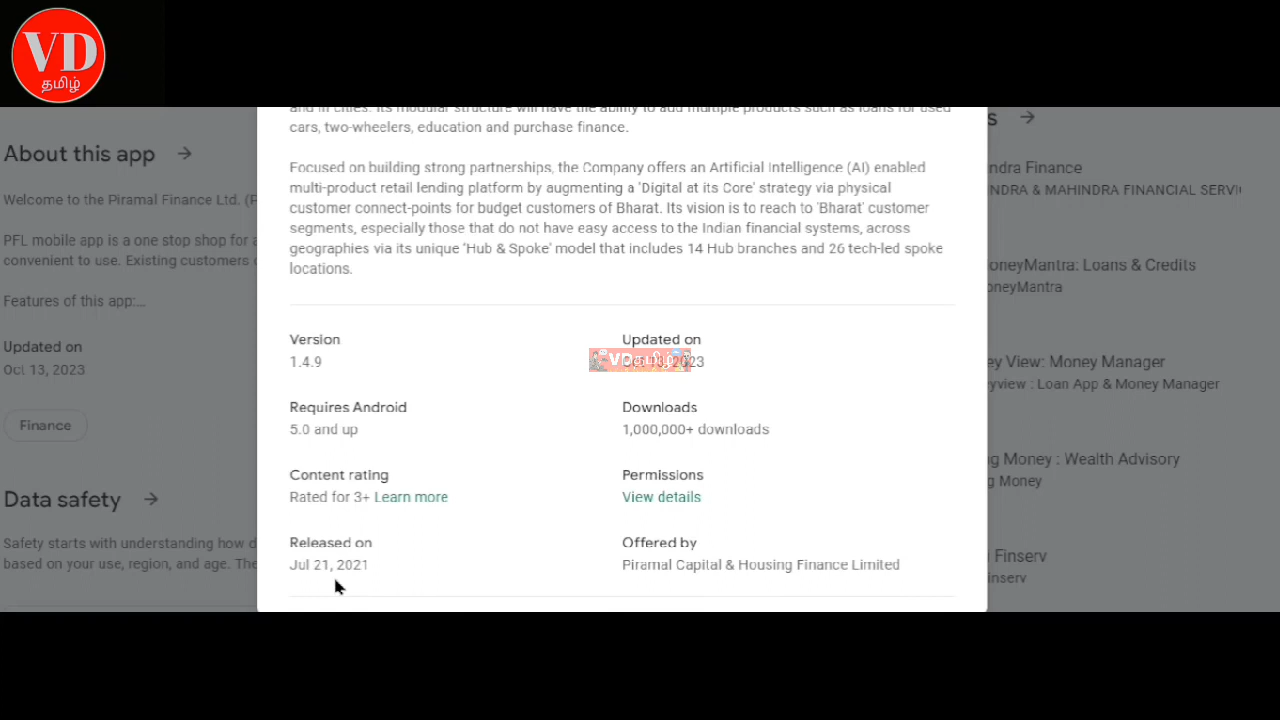 VD
தமிழ்
and in cities. Its modular structure will have the ability to add multiple products such as loans for used
cars, two-wheelers, education and purchase finance.
Focused on building strong partnerships, the Company offers an Artificial Intelligence (AI) enabled
multi-product retail lending platform by augmenting a 'Digital at its Core' strategy via physical
customer connect-points for budget customers of Bharat. Its vision is to reach to 'Bharat' customer
segments, especially those that do not have easy access to the Indian financial systems, across
geographies via its unique 'Hub & Spoke' model that includes 14 Hub branches and 26 tech-led spoke
locations.
Version
1.4.9
Updated on
Oct 13, 2023
VD தமிழ்
Requires Android
5.0 and up
Downloads
1,000,000+ downloads
Content rating
Rated for 3+ Learn more
Permissions
View details
Released on
Jul 21, 2021
Offered by
Piramal Capital & Housing Finance Limited
About this app →
Welcome to the Piramal Finance Ltd. (P
PFL mobile app is a one stop shop for a
convenient to use. Existing customers
Features of this app:...
Updated on
Oct 13, 2023
Finance
Data safety →
Safety starts with understanding how d
based on your use, region, and age. The
s →
ndra Finance
NDRA & MAHINDRA FINANCIAL SERVI
oneyMantra: Loans & Credits
oneyMantra
ey View: Money Manager
yview : Loan App & Money Manager
g Money : Wealth Advisory
g Money
i Finserv
inserv